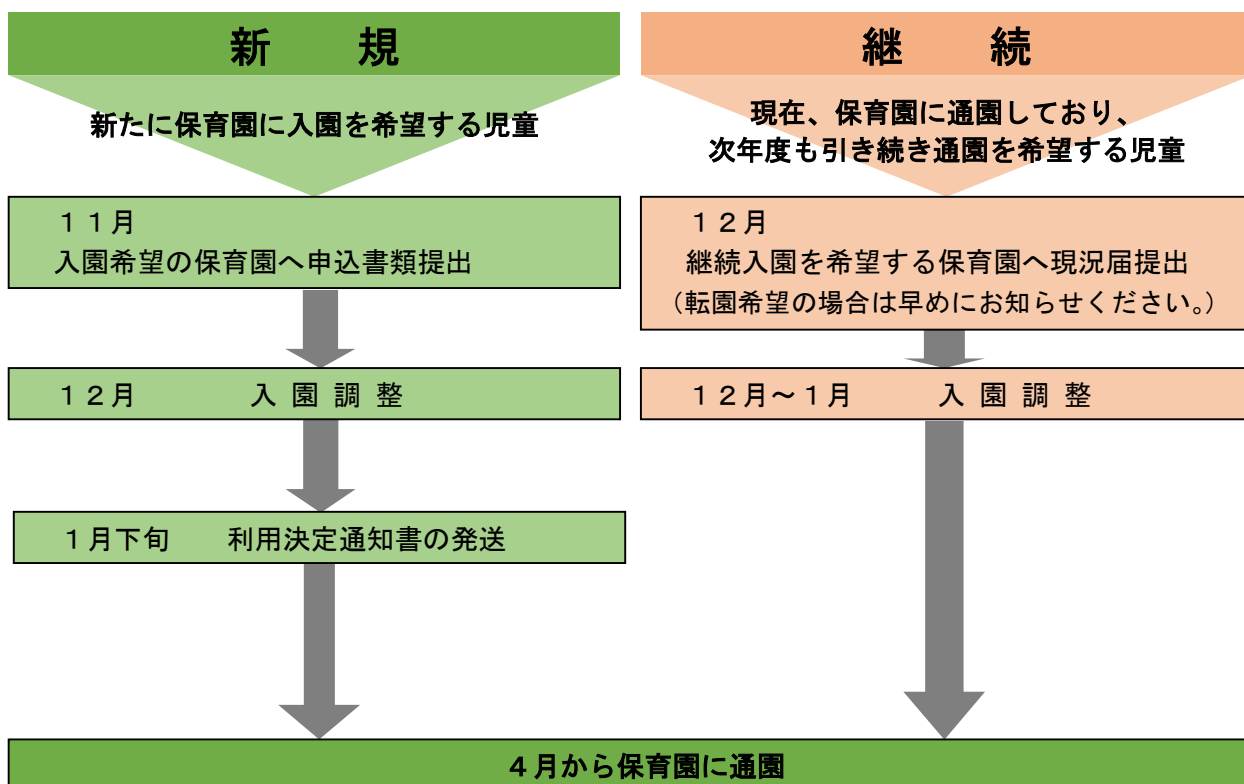 新　規
新たに保育園に入園を希望する児童
１１月
入園希望の保育園へ申込書類提出
１２月　入 園 調 整
１月下旬　利用決定通知書の発送
継　続
現在、保育園に通園しており、
次年度も引き続き通園を希望する児童
１２月
継続入園を希望する保育園へ現況届提出
（転園希望の場合は早めにお知らせください。）
１２月～１月　入 園 調 整
４月から保育園に通園